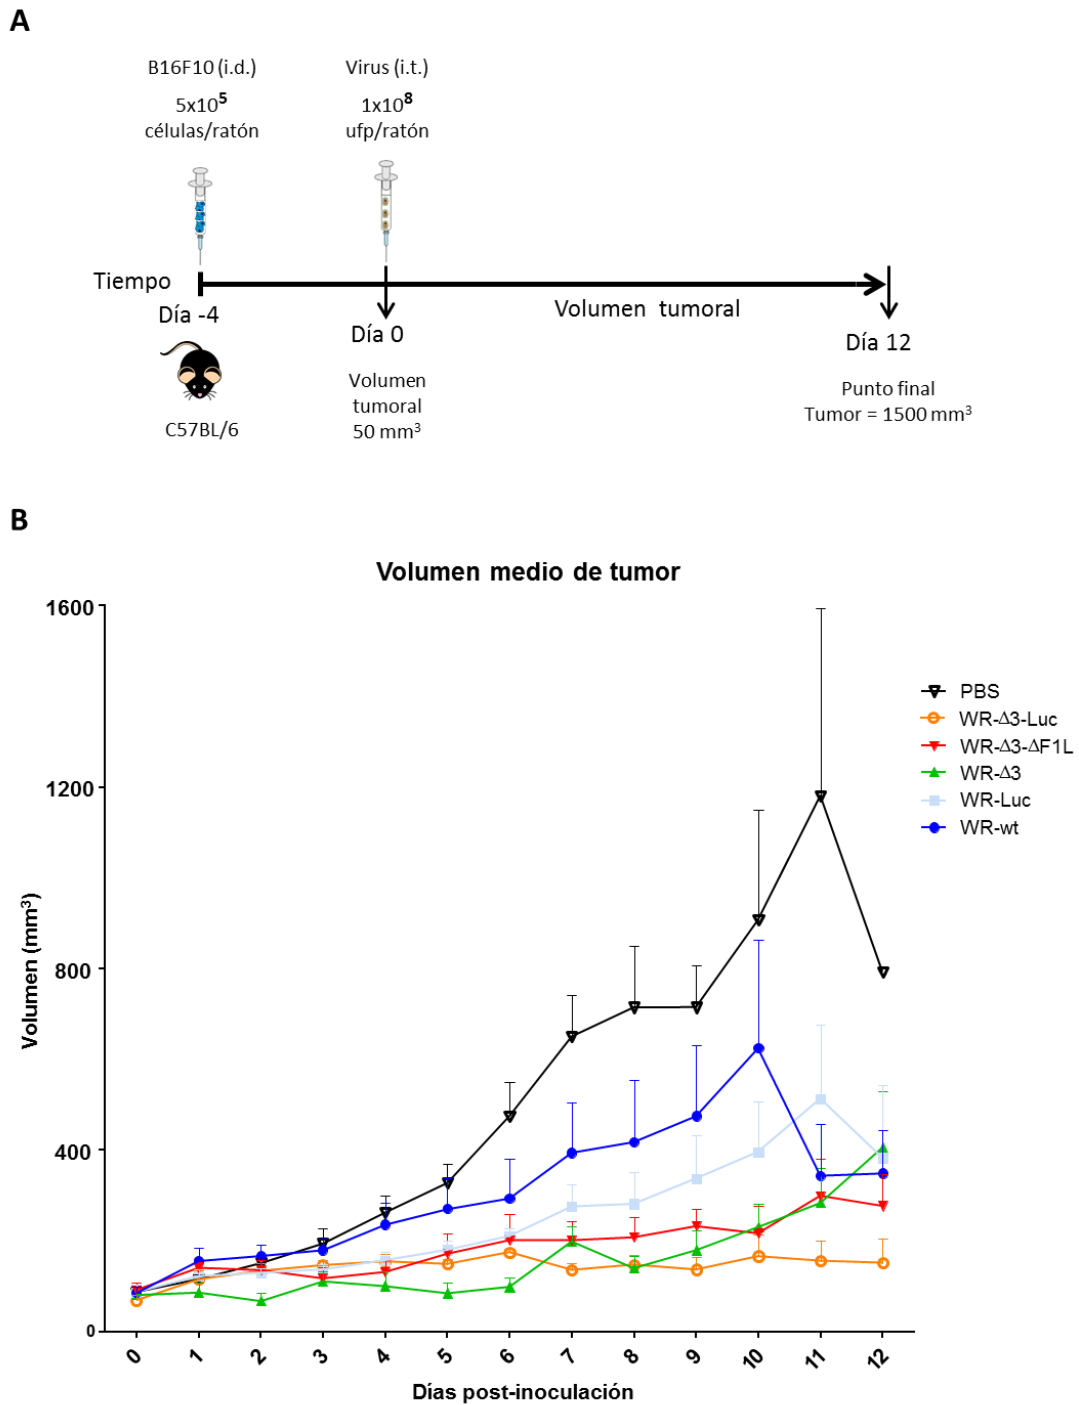 A
B16F10 (i.d.)
5x10⁵
células/ratón
Virus (i.t.)
1x10⁸
ufp/ratón
Tiempo
Día -4
C57BL/6
Día 0
Volumen
tumoral
50 mm³
Volumen tumoral
Día 12
Punto final
Tumor = 1500 mm³
B
Volumen medio de tumor
Volumen (mm³)
1600
1200
800
400
0
0 1 2 3 4 5 6 7 8 9 10 11 12
Días post-inoculación
PBS
WR-Δ3-Luc
WR-Δ3-ΔF1L
WR-Δ3
WR-Luc
WR-wt